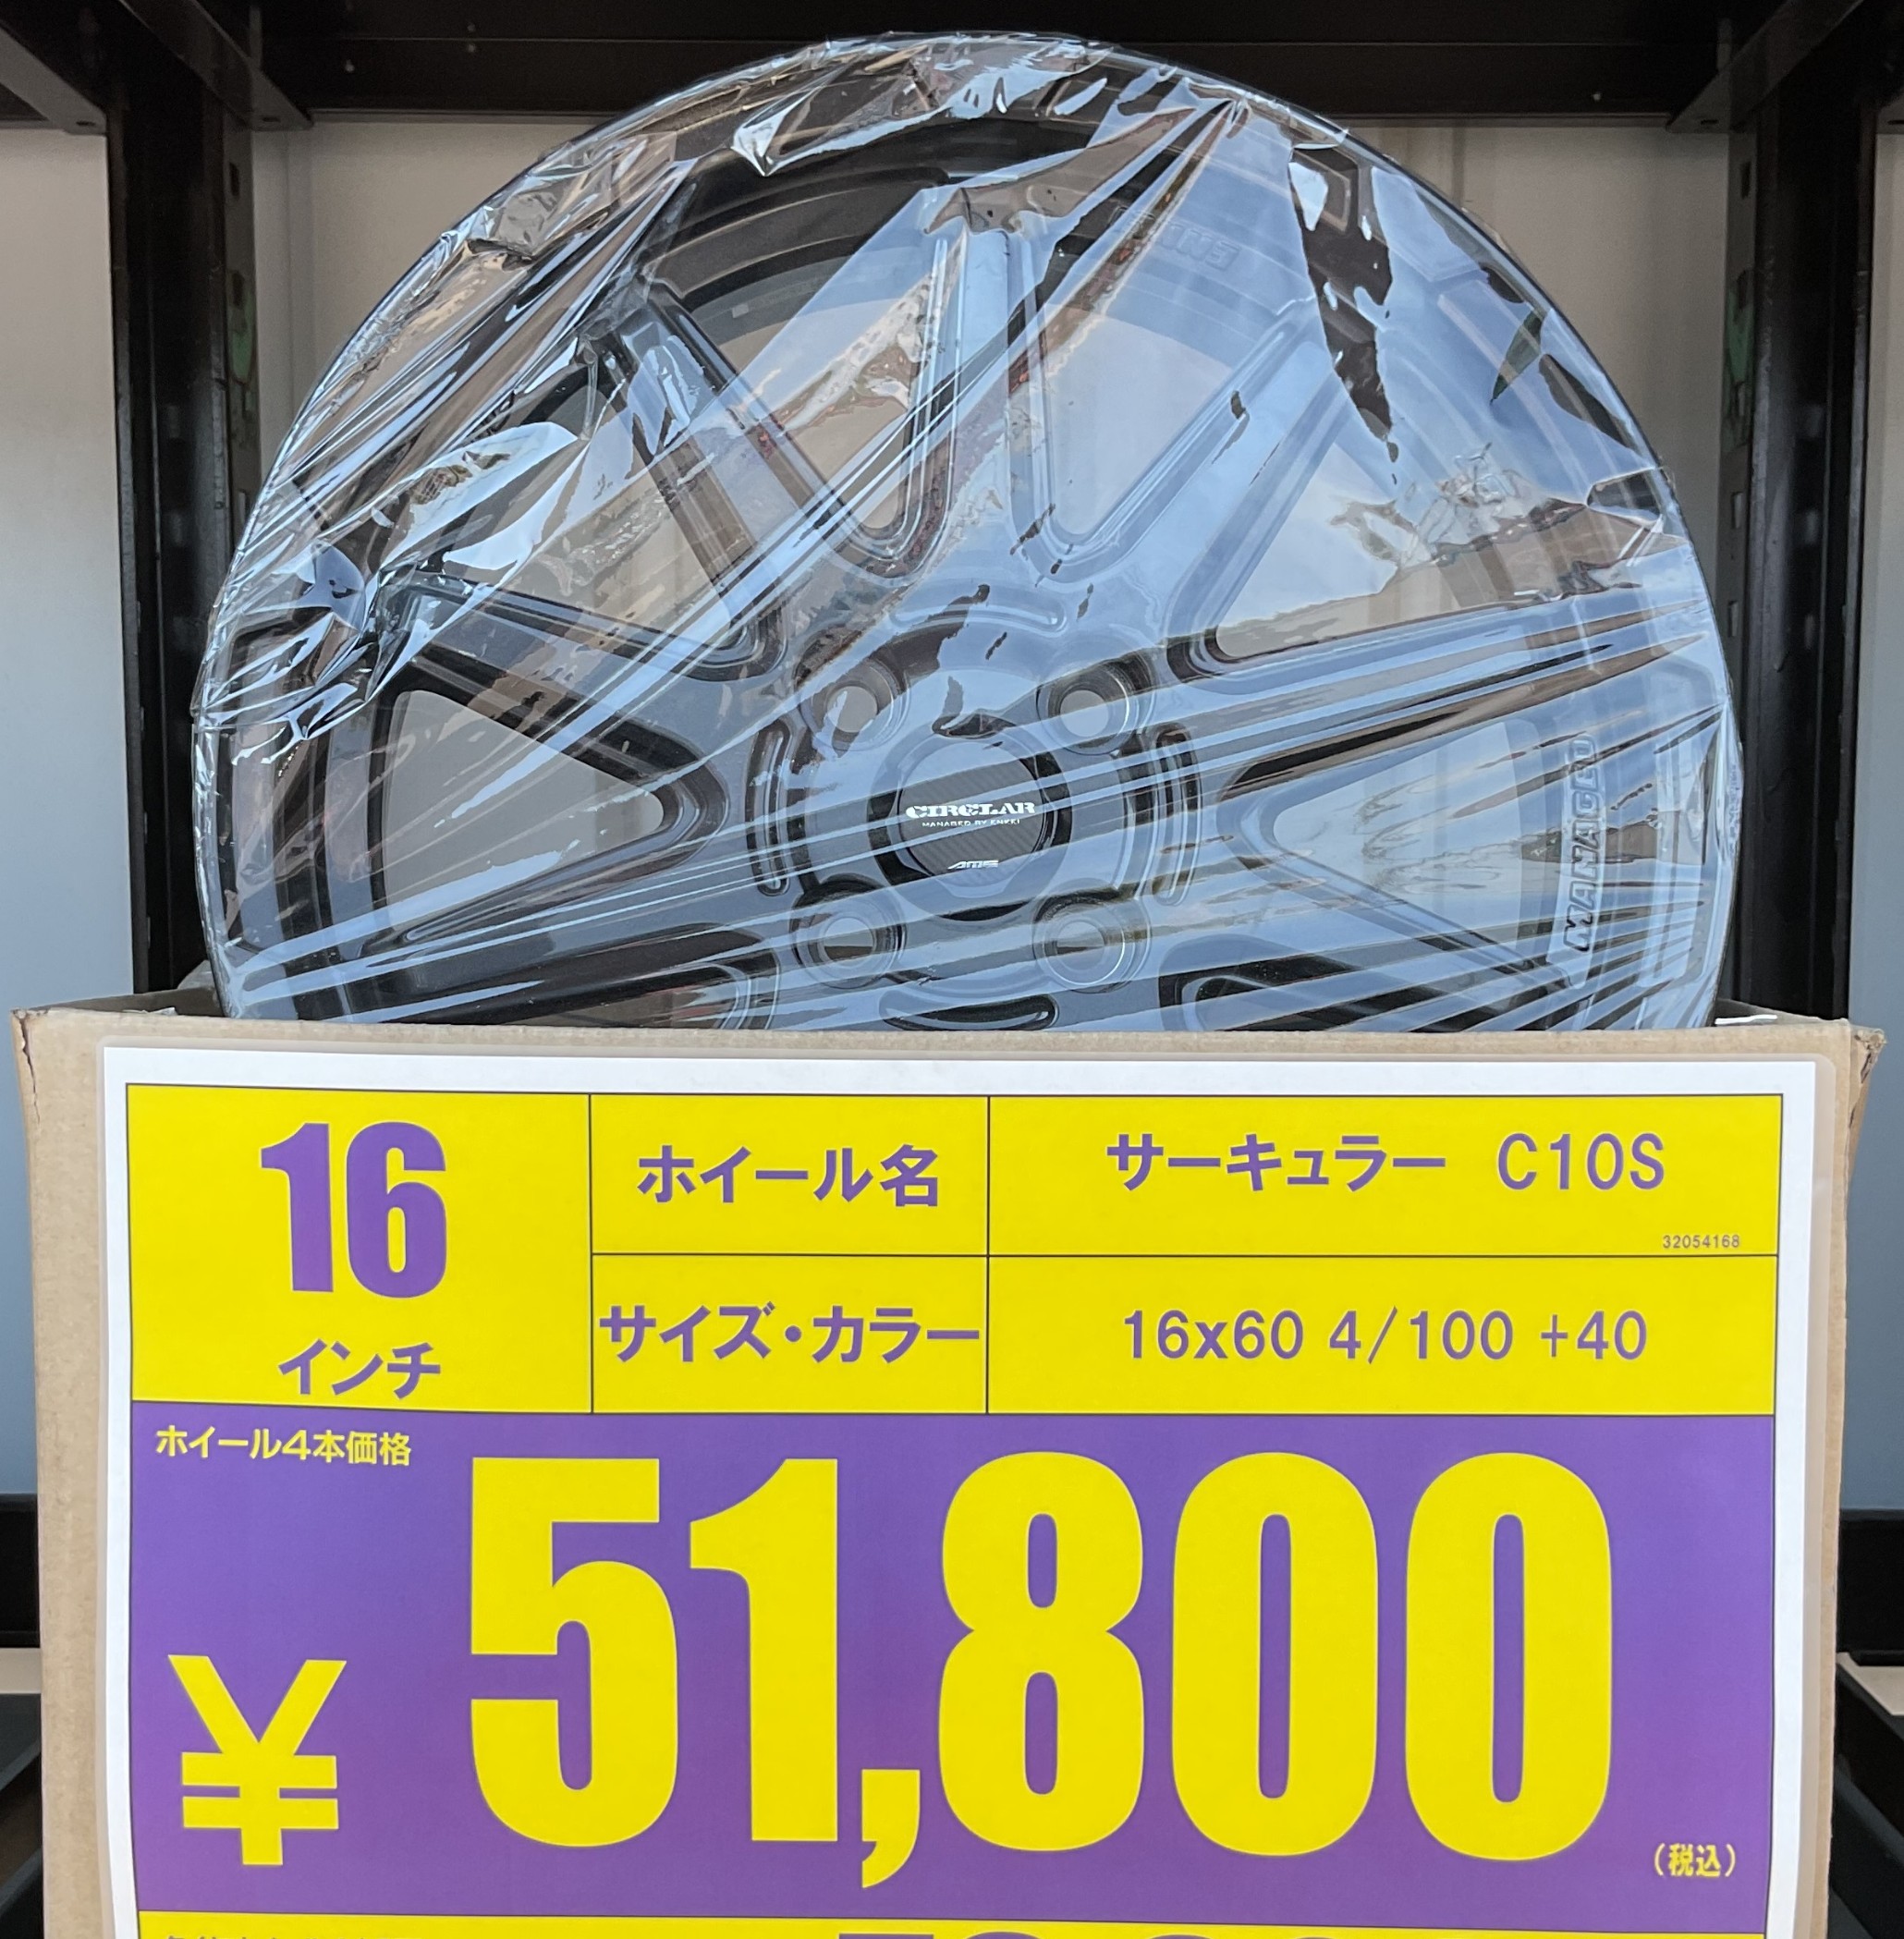 CIRCLAR
MANAGED BY ENKEI
AME
MANAGED
16
インチ
ホイール名
サーキュラー C10S
32054168
サイズ・カラー
16x60 4/100 +40
ホイール4本価格
¥51,800
(税込)